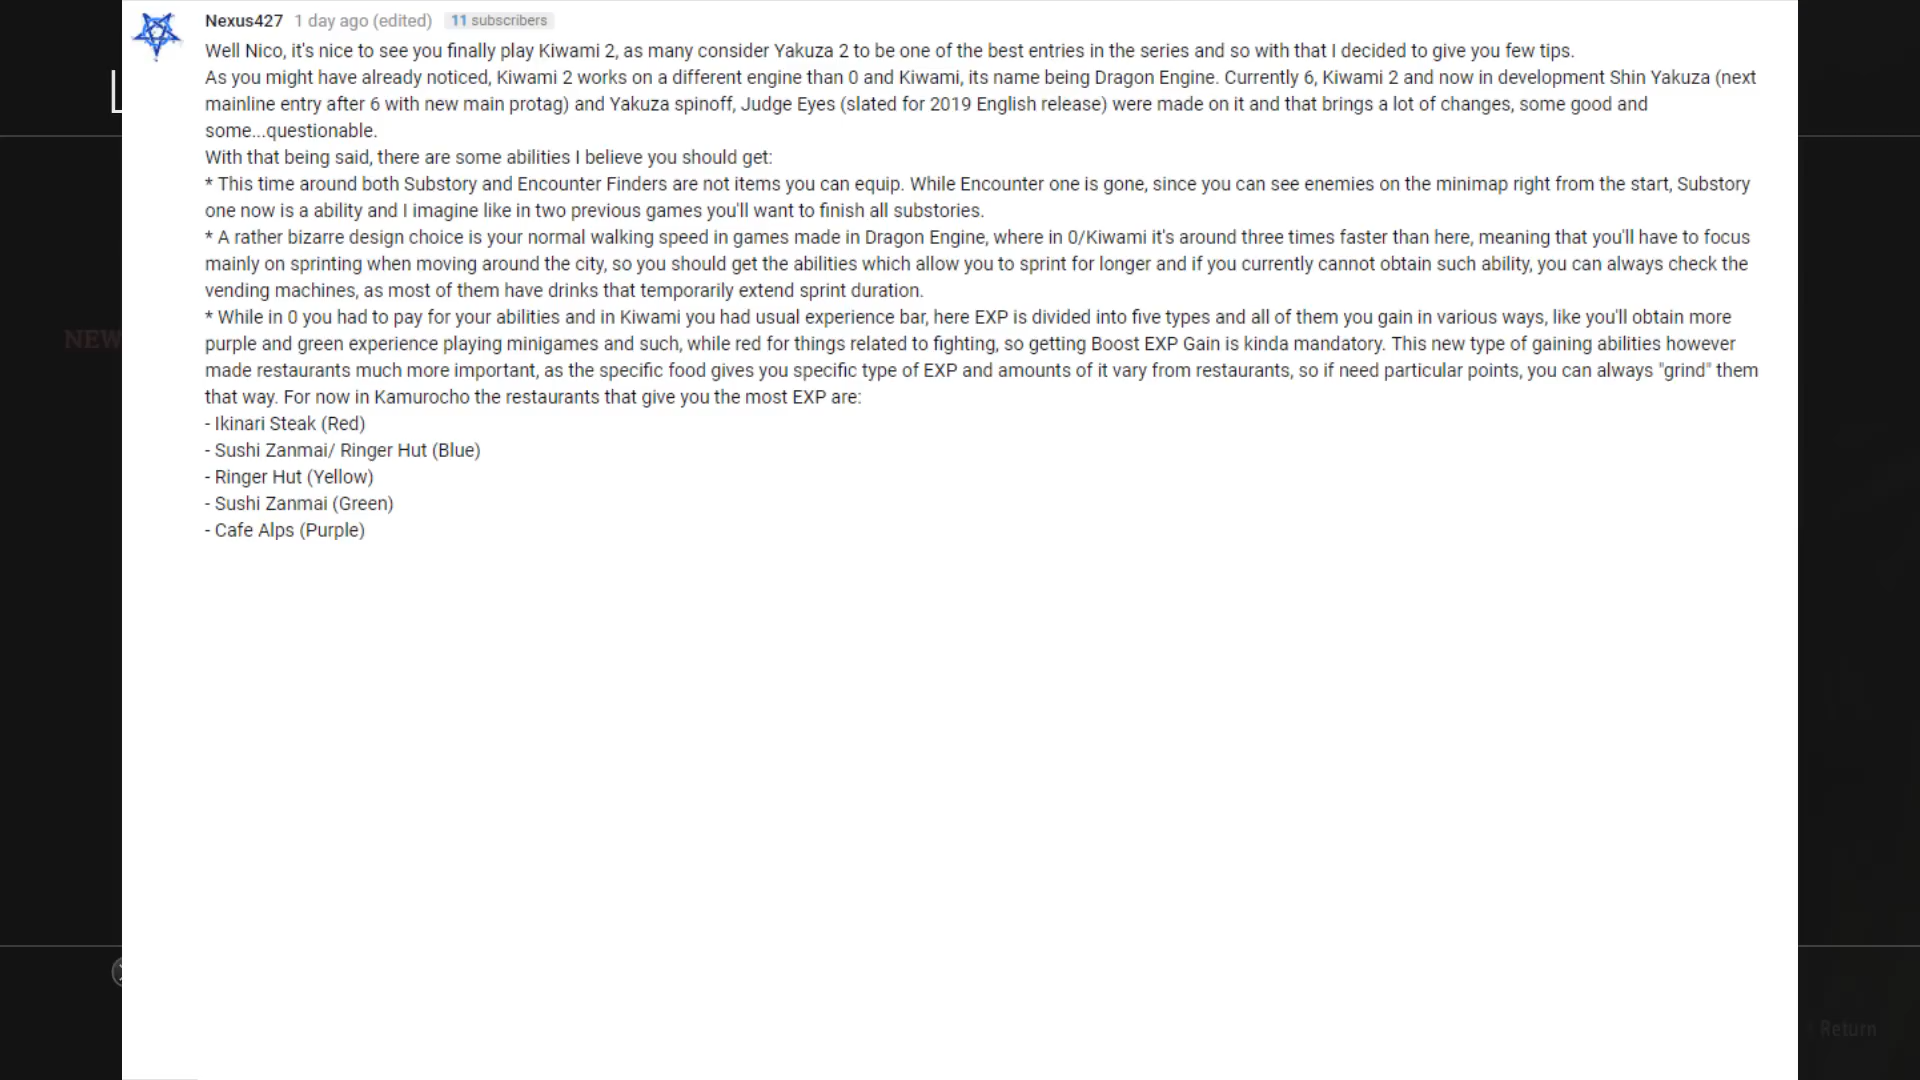 Nexus427 1 day ago (edited) 11 subscribers
Well Nico, it's nice to see you finally play Kiwami 2, as many consider Yakuza 2 to be one of the best entries in the series and so with that I decided to give you few tips.
As you might have already noticed, Kiwami 2 works on a different engine than 0 and Kiwami, its name being Dragon Engine. Currently 6, Kiwami 2 and now in development Shin Yakuza (next
mainline entry after 6 with new main protag) and Yakuza spinoff, Judge Eyes (slated for 2019 English release) were made on it and that brings a lot of changes, some good and
some...questionable.
With that being said, there are some abilities I believe you should get:
* This time around both Substory and Encounter Finders are not items you can equip. While Encounter one is gone, since you can see enemies on the minimap right from the start, Substory
one now is a ability and I imagine like in two previous games you'll want to finish all substories.
* A rather bizarre design choice is your normal walking speed in games made in Dragon Engine, where in 0/Kiwami it's around three times faster than here, meaning that you'll have to focus
mainly on sprinting when moving around the city, so you should get the abilities which allow you to sprint for longer and if you currently cannot obtain such ability, you can always check the
vending machines, as most of them have drinks that temporarily extend sprint duration.
* While in 0 you had to pay for your abilities and in Kiwami you had usual experience bar, here EXP is divided into five types and all of them you gain in various ways, like you'll obtain more
purple and green experience playing minigames and such, while red for things related to fighting, so getting Boost EXP Gain is kinda mandatory. This new type of gaining abilities however
made restaurants much more important, as the specific food gives you specific type of EXP and amounts of it vary from restaurants, so if need particular points, you can always "grind" them
that way. For now in Kamurocho the restaurants that give you the most EXP are:
- Ikinari Steak (Red)
- Sushi Zanmai/ Ringer Hut (Blue)
- Ringer Hut (Yellow)
- Sushi Zanmai (Green)
- Cafe Alps (Purple)
NEW
Return